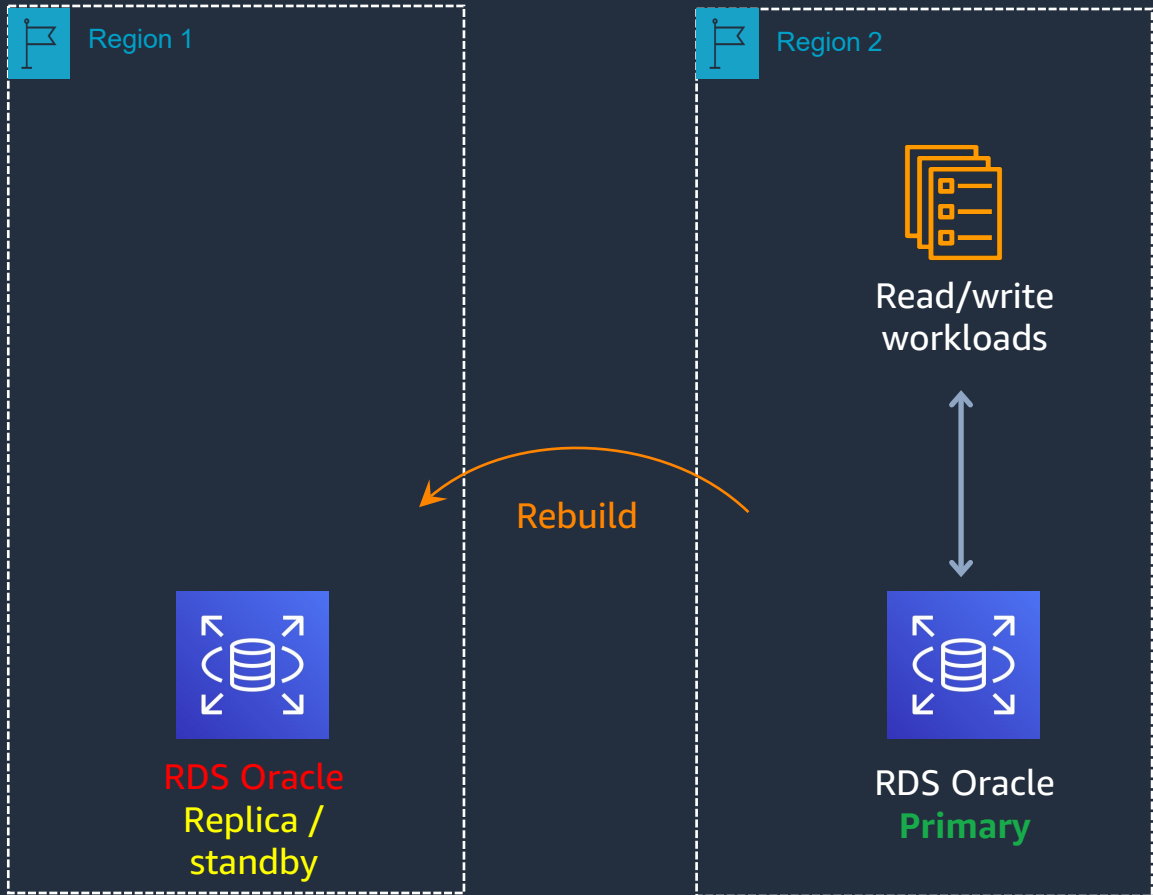 Region 1
Region 2
Read/write
workloads
Rebuild
RDS Oracle
Replica /
standby
RDS Oracle
Primary